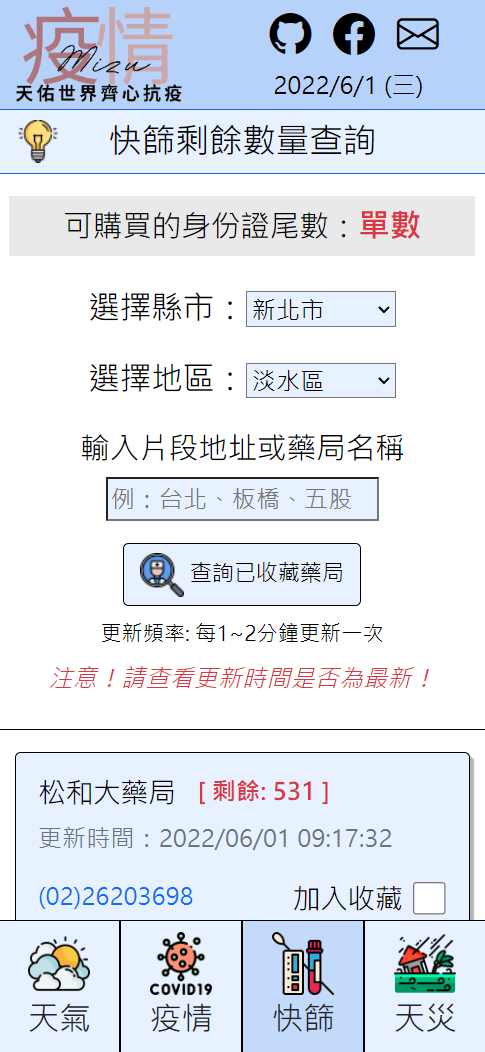 疫情
Mizu
天佑世界齊心抗疫
2022/6/1 (三)
快篩剩餘數量查詢
可購買的身份證尾數：單數
選擇縣市：新北市
選擇地區：淡水區
輸入片段地址或藥局名稱
例：台北、板橋、五股
查詢已收藏藥局
更新頻率: 每1~2分鐘更新一次
注意！請查看更新時間是否為最新！
松和大藥局 [ 剩餘: 531 ]
更新時間：2022/06/01 09:17:32
(02)26203698 加入收藏
COVID19
天氣 疫情 快篩 天災